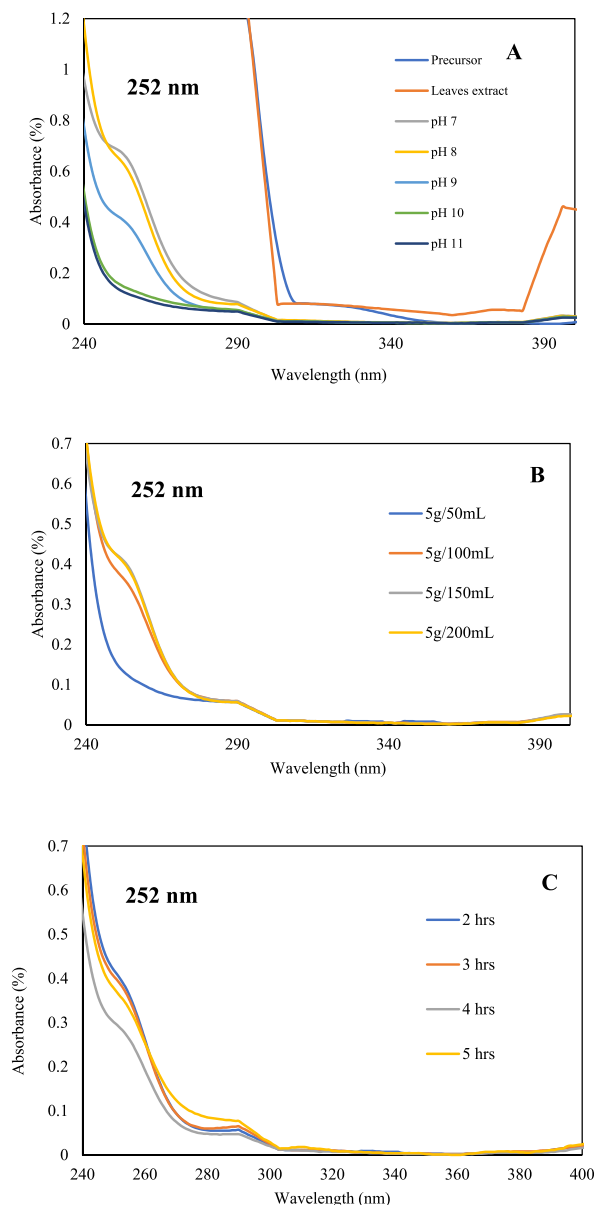 A
252 nm
1.2
1
0.8
0.6
0.4
0.2
0
Absorbance (%)
Precursor
Leaves extract
pH 7
pH 8
pH 9
pH 10
pH 11
240
290
340
390
Wavelength (nm)
B
252 nm
0.7
0.6
0.5
0.4
0.3
0.2
0.1
0
Absorbance (%)
5g/50mL
5g/100mL
5g/150mL
5g/200mL
240
290
340
390
Wavelength (nm)
C
252 nm
0.7
0.6
0.5
0.4
0.3
0.2
0.1
0
Absorbance (%)
2 hrs
3 hrs
4 hrs
5 hrs
240
260
280
300
320
340
360
380
400
Wavelength (nm)